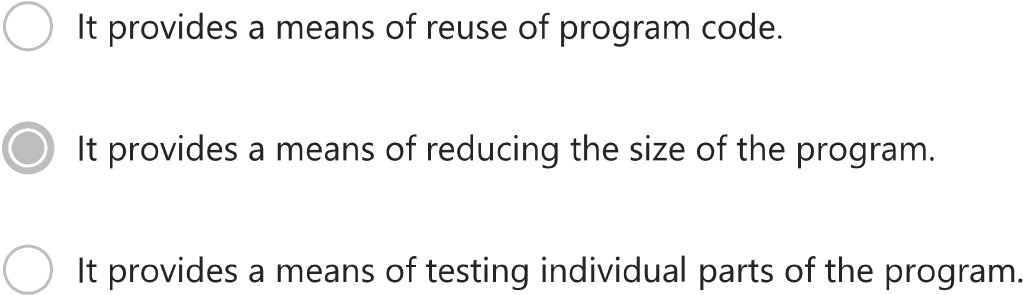 It provides a means of reuse of program code.
It provides a means of reducing the size of the program.
It provides a means of testing individual parts of the program.